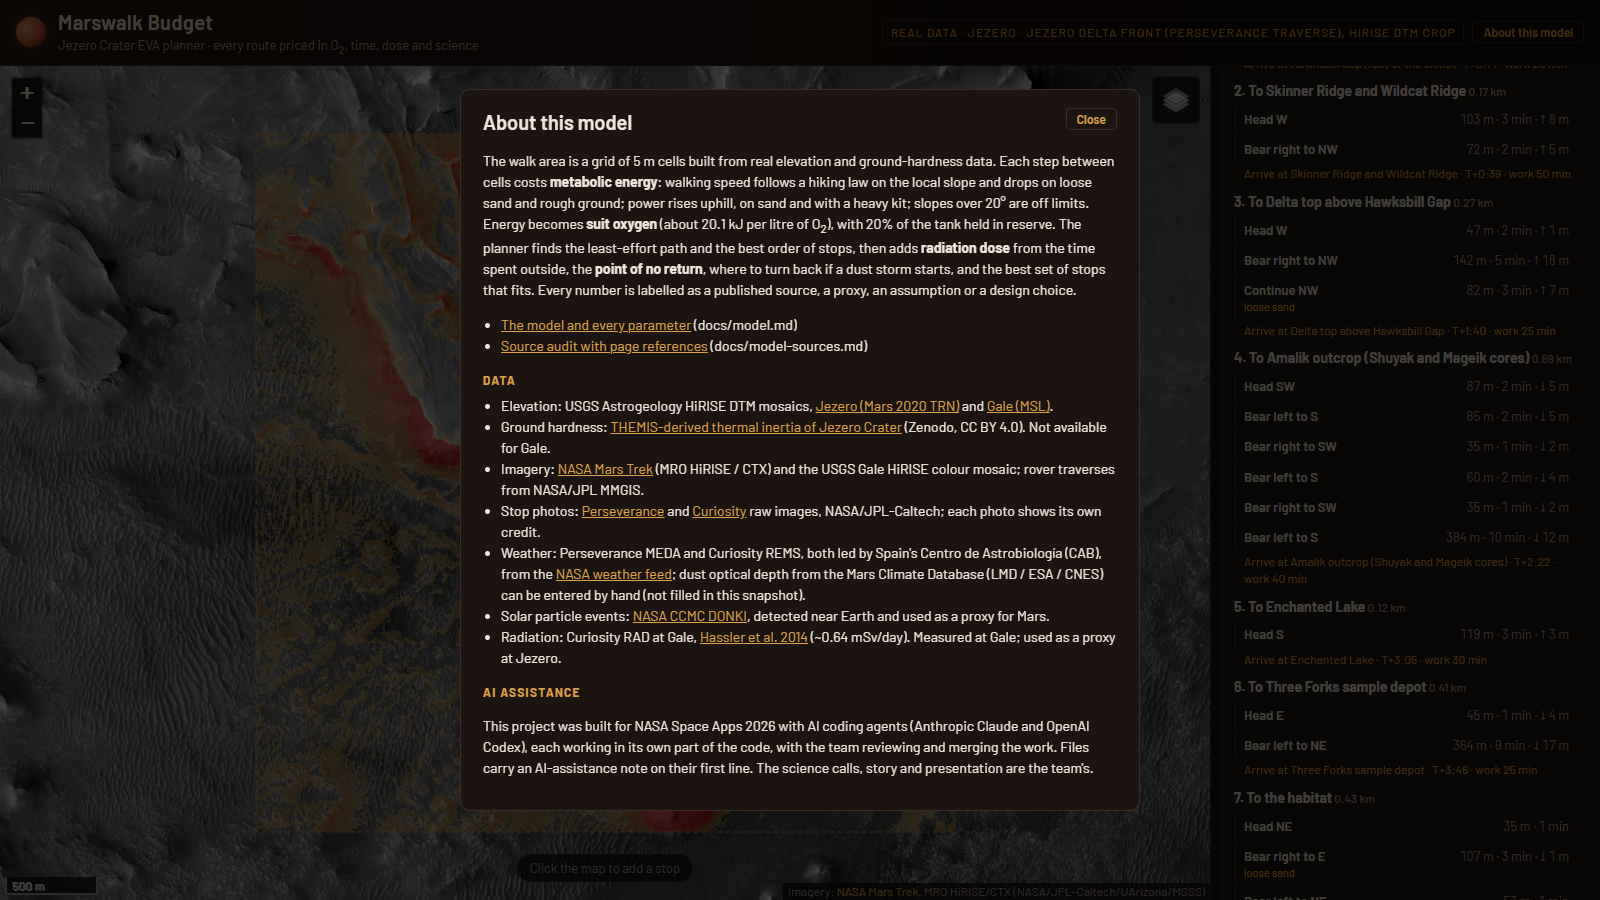 Marswalk Budget
Jezero Crater EVA planner · every route priced in O2, time, dose and science
REAL DATA · JEZERO · JEZERO DELTA FRONT (PERSEVERANCE TRAVERSE), HIRISE DTM CROP
About this model
+
−
About this model
Close
The walk area is a grid of 5 m cells built from real elevation and ground-hardness data. Each step between
cells costs metabolic energy: walking speed follows a hiking law on the local slope and drops on loose
sand and rough ground; power rises uphill, on sand and with a heavy kit; slopes over 20° are off limits.
Energy becomes suit oxygen (about 20.1 kJ per litre of O2), with 20% of the tank held in reserve. The
planner finds the least-effort path and the best order of stops, then adds radiation dose from the time
spent outside, the point of no return, where to turn back if a dust storm starts, and the best set of stops
that fits. Every number is labelled as a published source, a proxy, an assumption or a design choice.
• The model and every parameter (docs/model.md)
• Source audit with page references (docs/model-sources.md)
DATA
• Elevation: USGS Astrogeology HiRISE DTM mosaics, Jezero (Mars 2020 TRN) and Gale (MSL).
• Ground hardness: THEMIS-derived thermal inertia of Jezero Crater (Zenodo, CC BY 4.0). Not available
for Gale.
• Imagery: NASA Mars Trek (MRO HiRISE / CTX) and the USGS Gale HiRISE colour mosaic; rover traverses
from NASA/JPL MMGIS.
• Stop photos: Perseverance and Curiosity raw images, NASA/JPL-Caltech; each photo shows its own
credit.
• Weather: Perseverance MEDA and Curiosity REMS, both led by Spain's Centro de Astrobiología (CAB),
from the NASA weather feed; dust optical depth from the Mars Climate Database (LMD / ESA / CNES)
can be entered by hand (not filled in this snapshot).
• Solar particle events: NASA CCMC DONKI, detected near Earth and used as a proxy for Mars.
• Radiation: Curiosity RAD at Gale, Hassler et al. 2014 (~0.64 mSv/day). Measured at Gale; used as a proxy
at Jezero.
AI ASSISTANCE
This project was built for NASA Space Apps 2026 with AI coding agents (Anthropic Claude and OpenAI
Codex), each working in its own part of the code, with the team reviewing and merging the work. Files
carry an AI-assistance note on their first line. The science calls, story and presentation are the team's.
2. To Skinner Ridge and Wildcat Ridge 0.17 km
Head W 103 m · 3 min · ↑ 8 m
Bear right to NW 72 m · 2 min · ↑ 5 m
Arrive at Skinner Ridge and Wildcat Ridge · T+0:39 · work 50 min
3. To Delta top above Hawksbill Gap 0.27 km
Head W 47 m · 2 min · ↑ 1 m
Bear right to NW 142 m · 5 min · ↑ 18 m
Continue NW 82 m · 3 min · ↑ 7 m
loose sand
Arrive at Delta top above Hawksbill Gap · T+1:40 · work 25 min
4. To Amalik outcrop (Shuyak and Mageik cores) 0.69 km
Head SW 87 m · 2 min · ↓ 5 m
Bear left to S 85 m · 2 min · ↓ 5 m
Bear right to SW 35 m · 1 min · ↓ 2 m
Bear left to S 60 m · 2 min · ↓ 4 m
Bear right to SW 35 m · 1 min · ↓ 2 m
Bear left to S 384 m · 10 min · ↓ 12 m
Arrive at Amalik outcrop (Shuyak and Mageik cores) · T+2:22 ·
work 40 min
5. To Enchanted Lake 0.12 km
Head S 119 m · 3 min · ↑ 3 m
Arrive at Enchanted Lake · T+3:05 · work 30 min
6. To Three Forks sample depot 0.41 km
Head E 45 m · 1 min · ↓ 4 m
Bear left to NE 364 m · 9 min · ↓ 17 m
Arrive at Three Forks sample depot · T+3:46 · work 25 min
7. To the habitat 0.43 km
Head NE 35 m · 1 min
Bear right to E 107 m · 3 min · ↓ 1 m
loose sand
Click the map to add a stop
500 m
Imagery: NASA Mars Trek, MRO HiRISE/CTX (NASA/JPL-Caltech/UArizona/MSSS)